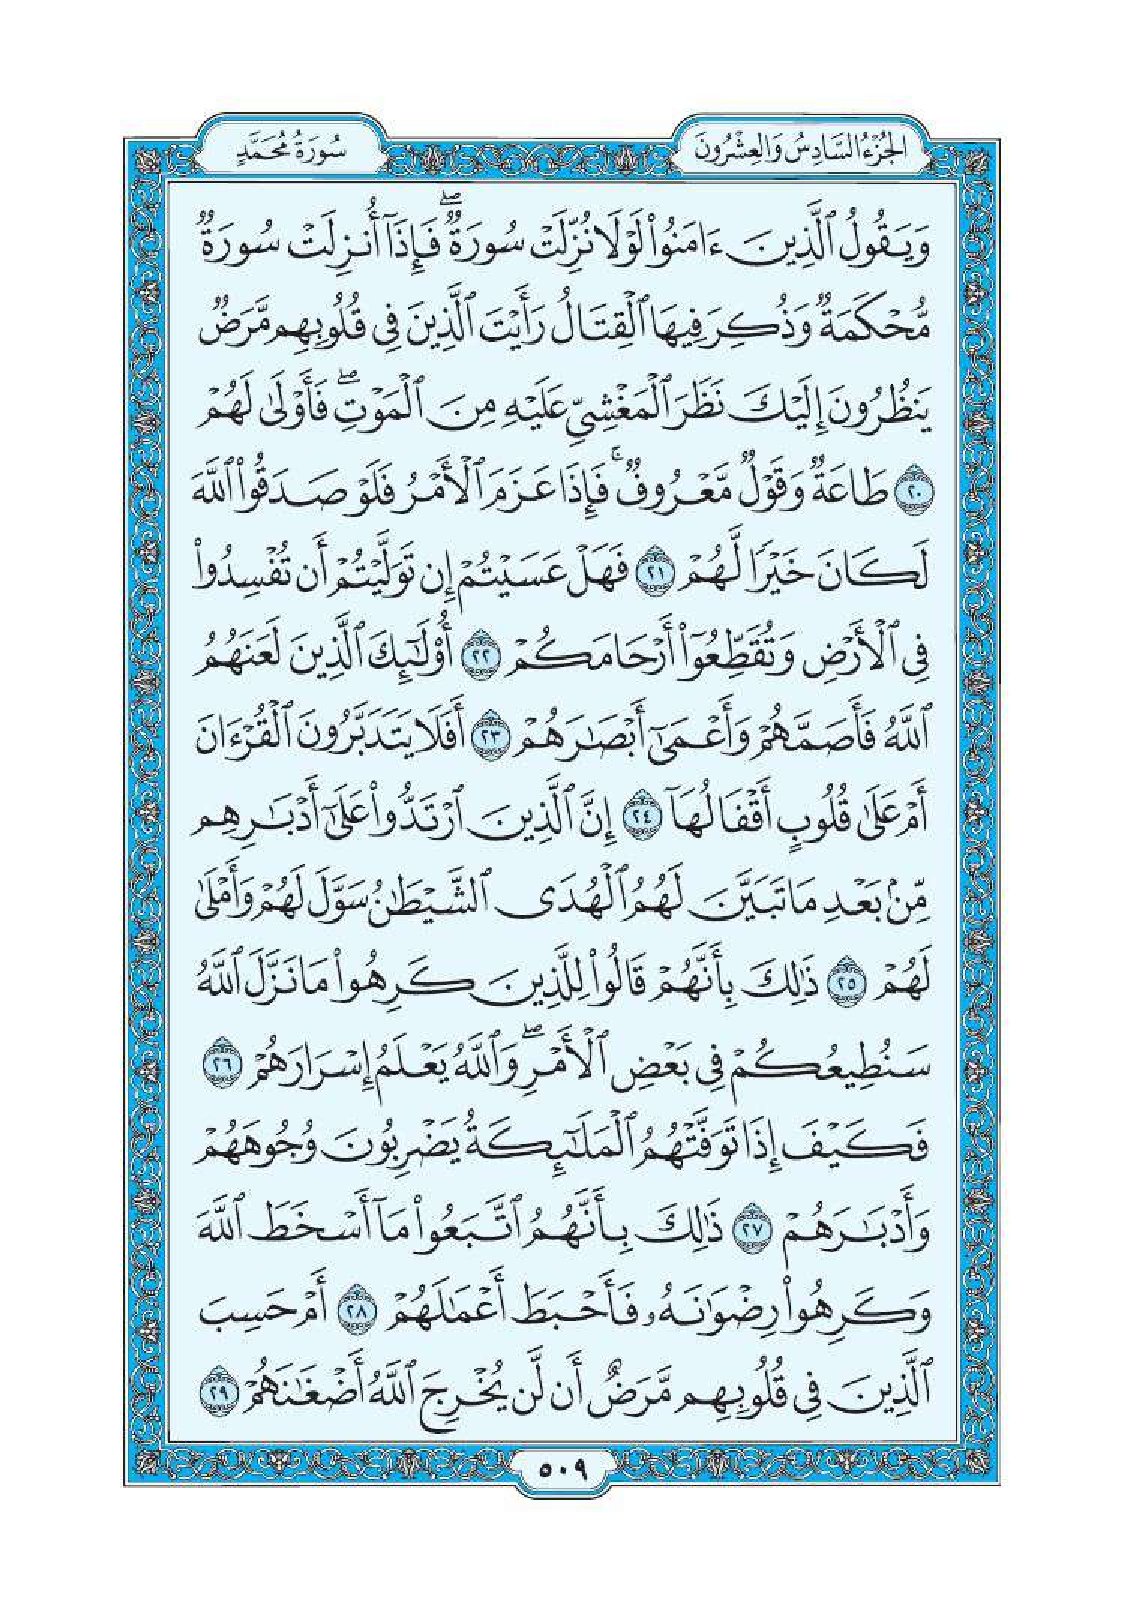 الجُزْءُ السَّادِسُ وَالعِشْرُونَ
سُورَةُ مُحَمَّدٍ
وَيَقُولُ ٱلَّذِينَ ءَامَنُوا۟ لَوْلَا نُزِّلَتْ سُورَةٌۖ فَإِذَآ أُنزِلَتْ سُورَةٌ
مُّحْكَمَةٌ وَذُكِرَ فِيهَا ٱلْقِتَالُ رَأَيْتَ ٱلَّذِينَ فِى قُلُوبِهِم مَّرَضٌ
يَنظُرُونَ إِلَيْكَ نَظَرَ ٱلْمَغْشِىِّ عَلَيْهِ مِنَ ٱلْمَوْتِۖ فَأَوْلَىٰ لَهُمْ
٢٠ طَاعَةٌ وَقَوْلٌ مَّعْرُوفٌۚ فَإِذَا عَزَمَ ٱلْأَمْرُ فَلَوْ صَدَقُوا۟ ٱللَّهَ
لَكَانَ خَيْرًا لَّهُمْ ٢١ فَهَلْ عَسَيْتُمْ إِن تَوَلَّيْتُمْ أَن تُفْسِدُوا۟
فِى ٱلْأَرْضِ وَتُقَطِّعُوٓا۟ أَرْحَامَكُمْ ٢٢ أُو۟لَٰٓئِكَ ٱلَّذِينَ لَعَنَهُمُ
ٱللَّهُ فَأَصَمَّهُمْ وَأَعْمَىٰٓ أَبْصَٰرَهُمْ ٢٣ أَفَلَا يَتَدَبَّرُونَ ٱلْقُرْءَانَ
أَمْ عَلَىٰ قُلُوبٍ أَقْفَالُهَآ ٢٤ إِنَّ ٱلَّذِينَ ٱرْتَدُّوا۟ عَلَىٰٓ أَدْبَٰرِهِم
مِّنۢ بَعْدِ مَا تَبَيَّنَ لَهُمُ ٱلْهُدَى ٱلشَّيْطَٰنُ سَوَّلَ لَهُمْ وَأَمْلَىٰ
لَهُمْ ٢٥ ذَٰلِكَ بِأَنَّهُمْ قَالُوا۟ لِلَّذِينَ كَرِهُوا۟ مَا نَزَّلَ ٱللَّهُ
سَنُطِيعُكُمْ فِى بَعْضِ ٱلْأَمْرِۖ وَٱللَّهُ يَعْلَمُ إِسْرَارَهُمْ ٢٦
فَكَيْفَ إِذَا تَوَفَّتْهُمُ ٱلْمَلَٰٓئِكَةُ يَضْرِبُونَ وُجُوهَهُمْ
وَأَدْبَٰرَهُمْ ٢٧ ذَٰلِكَ بِأَنَّهُمُ ٱتَّبَعُوا۟ مَآ أَسْخَطَ ٱللَّهَ
وَكَرِهُوا۟ رِضْوَٰنَهُۥ فَأَحْبَطَ أَعْمَٰلَهُمْ ٢٨ أَمْ حَسِبَ
ٱلَّذِينَ فِى قُلُوبِهِم مَّرَضٌ أَن لَّن يُخْرِجَ ٱللَّهُ أَضْغَٰنَهُمْ ٢٩
٥٠٩